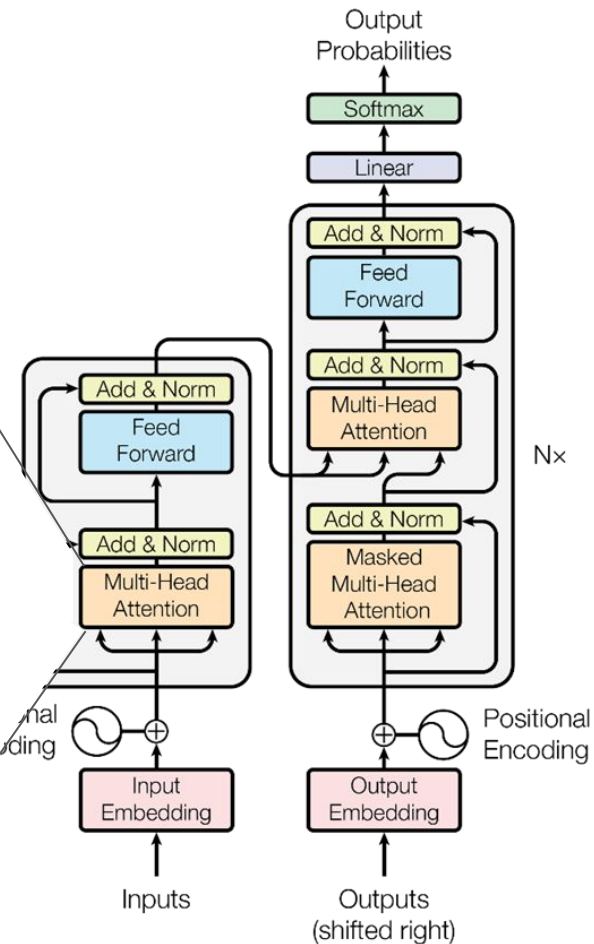 Output
Probabilities
Softmax
Linear
Add & Norm
Feed
Forward
Add & Norm
Multi-Head
Attention
Nx
Add & Norm
Masked
Multi-Head
Attention
Add & Norm
Feed
Forward
Add & Norm
Multi-Head
Attention
Positional
Encoding
Input
Embedding
Output
Embedding
Inputs
Outputs
(shifted right)